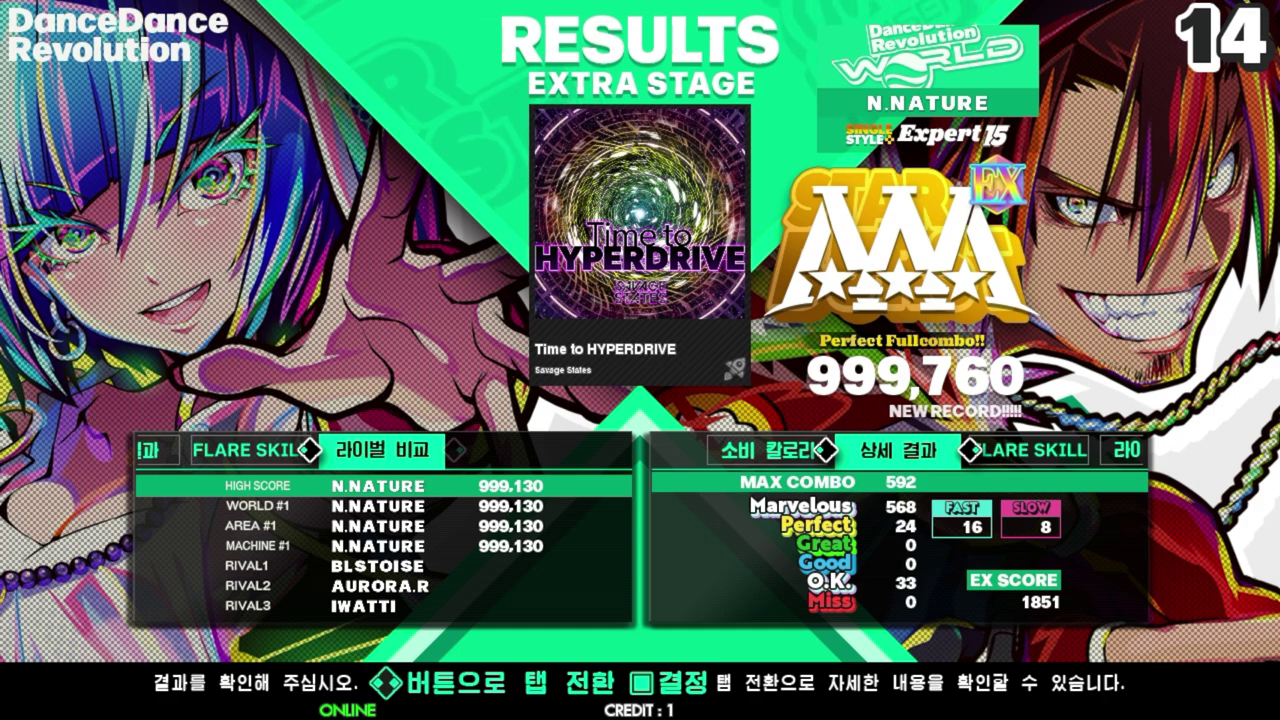 DanceDance
Revolution
RESULTS
EXTRA STAGE
14
DanceDance
Revolution
WORLD
N.NATURE
SINGLE
STYLE
Expert 15
AAA
EX
Time to
HYPERDRIVE
SAVAGE
STATES
Time to HYPERDRIVE
Savage States
Perfect Fullcombo!!
999,760
NEW RECORD!!!!!
FLARE SKILL
라이벌 비교
HIGH SCORE N.NATURE 999.130
WORLD #1 N.NATURE 999.130
AREA #1 N.NATURE 999.130
MACHINE #1 N.NATURE 999.130
RIVAL1 BLSTOISE
RIVAL2 AURORA.R
RIVAL3 IWATTI
소비 칼로리
상세 결과
FLARE SKILL
라이
MAX COMBO 592
Marvelous 568
Perfect 24
Great 0
Good 0
O.K. 33
Miss 0
FAST SLOW
16 8
EX SCORE
1851
결과를 확인해 주십시오. 버튼으로 탭 전환 결정 탭 전환으로 자세한 내용을 확인할 수 있습니다.
ONLINE
CREDIT : 1